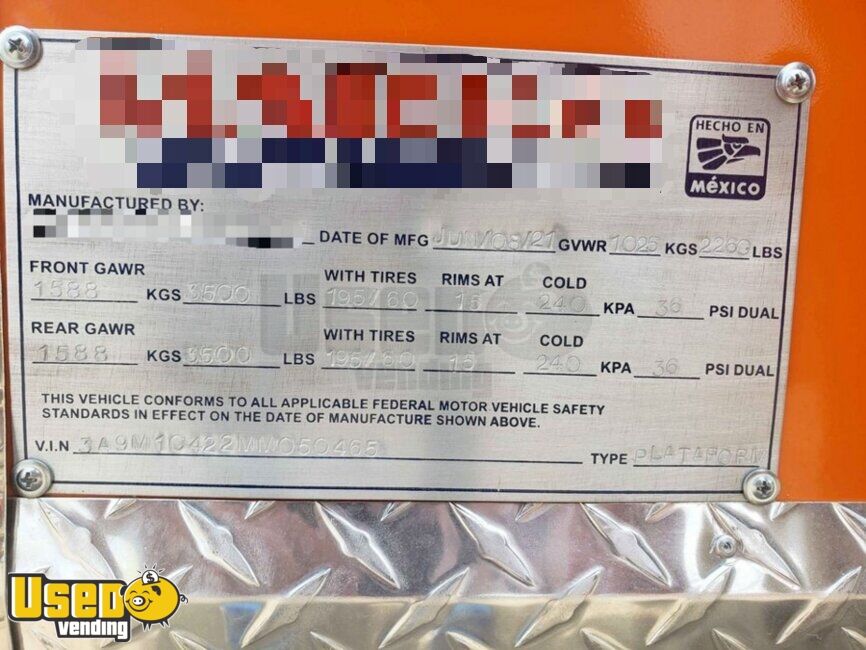 HECHO EN
MÉXICO
MANUFACTURED BY:
DATE OF MFG JUN/08/21 GVWR 1025 KGS 2260 LBS
FRONT GAWR WITH TIRES RIMS AT COLD
1588 KGS 3500 LBS 195/60 15 240 KPA 36 PSI DUAL
REAR GAWR WITH TIRES RIMS AT COLD
1588 KGS 3500 LBS 195/60 15 240 KPA 36 PSI DUAL
THIS VEHICLE CONFORMS TO ALL APPLICABLE FEDERAL MOTOR VEHICLE SAFETY
STANDARDS IN EFFECT ON THE DATE OF MANUFACTURE SHOWN ABOVE.
V.I.N 3A9M10422MM050465 TYPE PLATAFORM
Used
vending
Used
vending